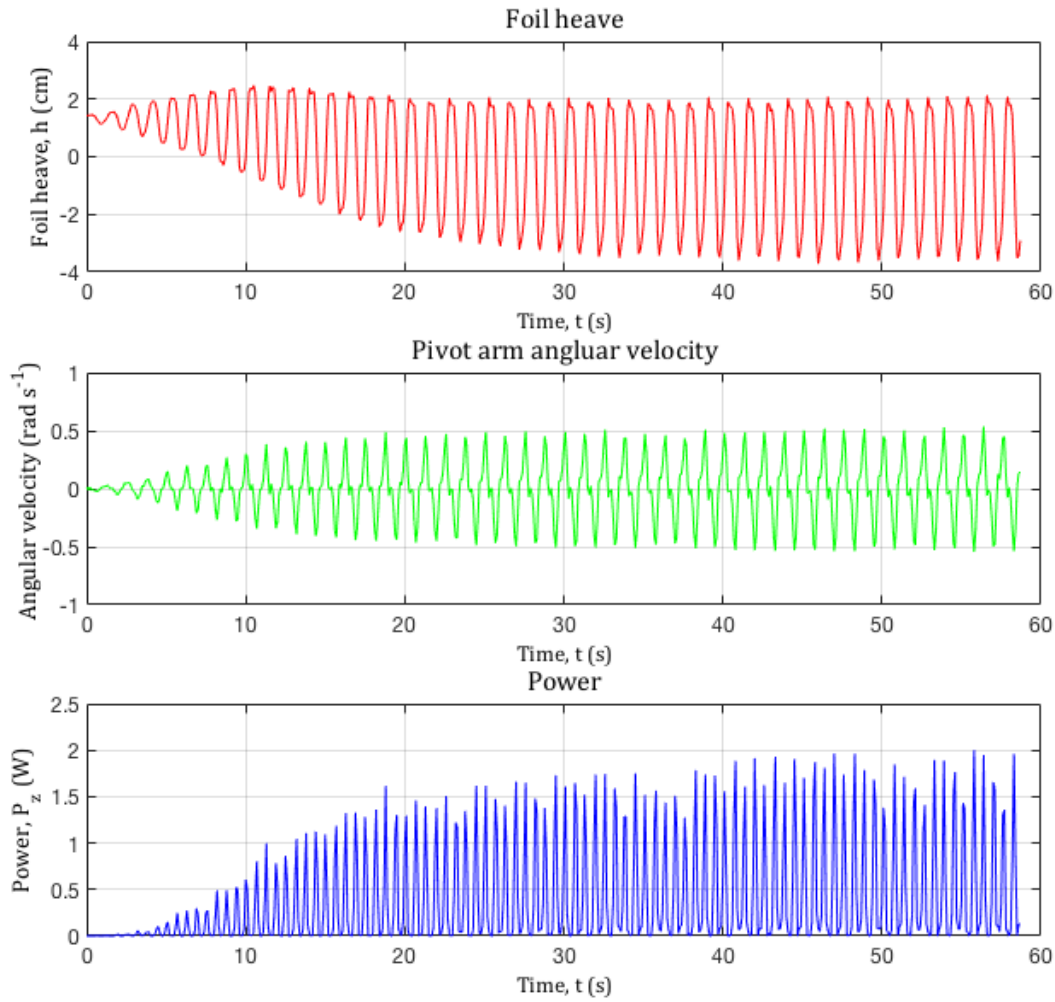 Foil heave
Foil heave, h (cm)
4
2
0
-2
-4
0 10 20 30 40 50 60
Time, t (s)
Pivot arm angluar velocity
Angular velocity (rad s⁻¹)
1
0.5
0
-0.5
-1
0 10 20 30 40 50 60
Time, t (s)
Power
Power, P_z (W)
2.5
2
1.5
1
0.5
0
0 10 20 30 40 50 60
Time, t (s)